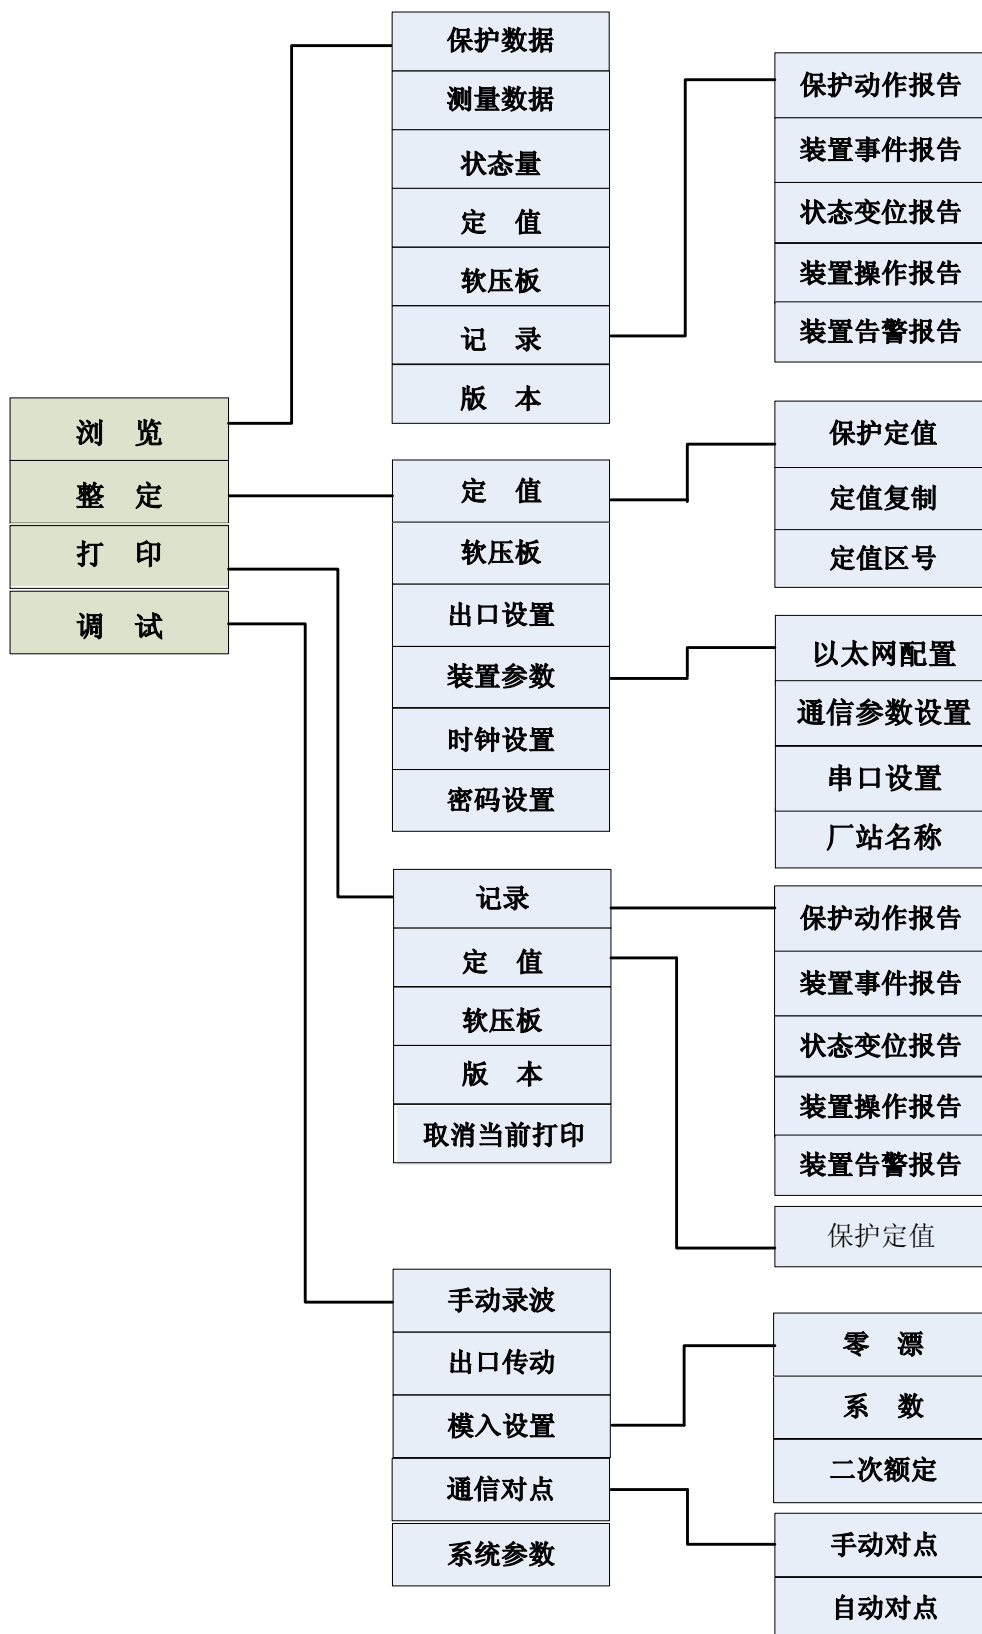 浏 览
整 定
打 印
调 试
保护数据
测量数据
状态量
定 值
软压板
记 录
版 本
定 值
软压板
出口设置
装置参数
时钟设置
密码设置
记录
定 值
软压板
版 本
取消当前打印
手动录波
出口传动
模入设置
通信对点
系统参数
保护动作报告
装置事件报告
状态变位报告
装置操作报告
装置告警报告
保护定值
定值复制
定值区号
以太网配置
通信参数设置
串口设置
厂站名称
保护动作报告
装置事件报告
状态变位报告
装置操作报告
装置告警报告
保护定值
零 漂
系 数
二次额定
手动对点
自动对点